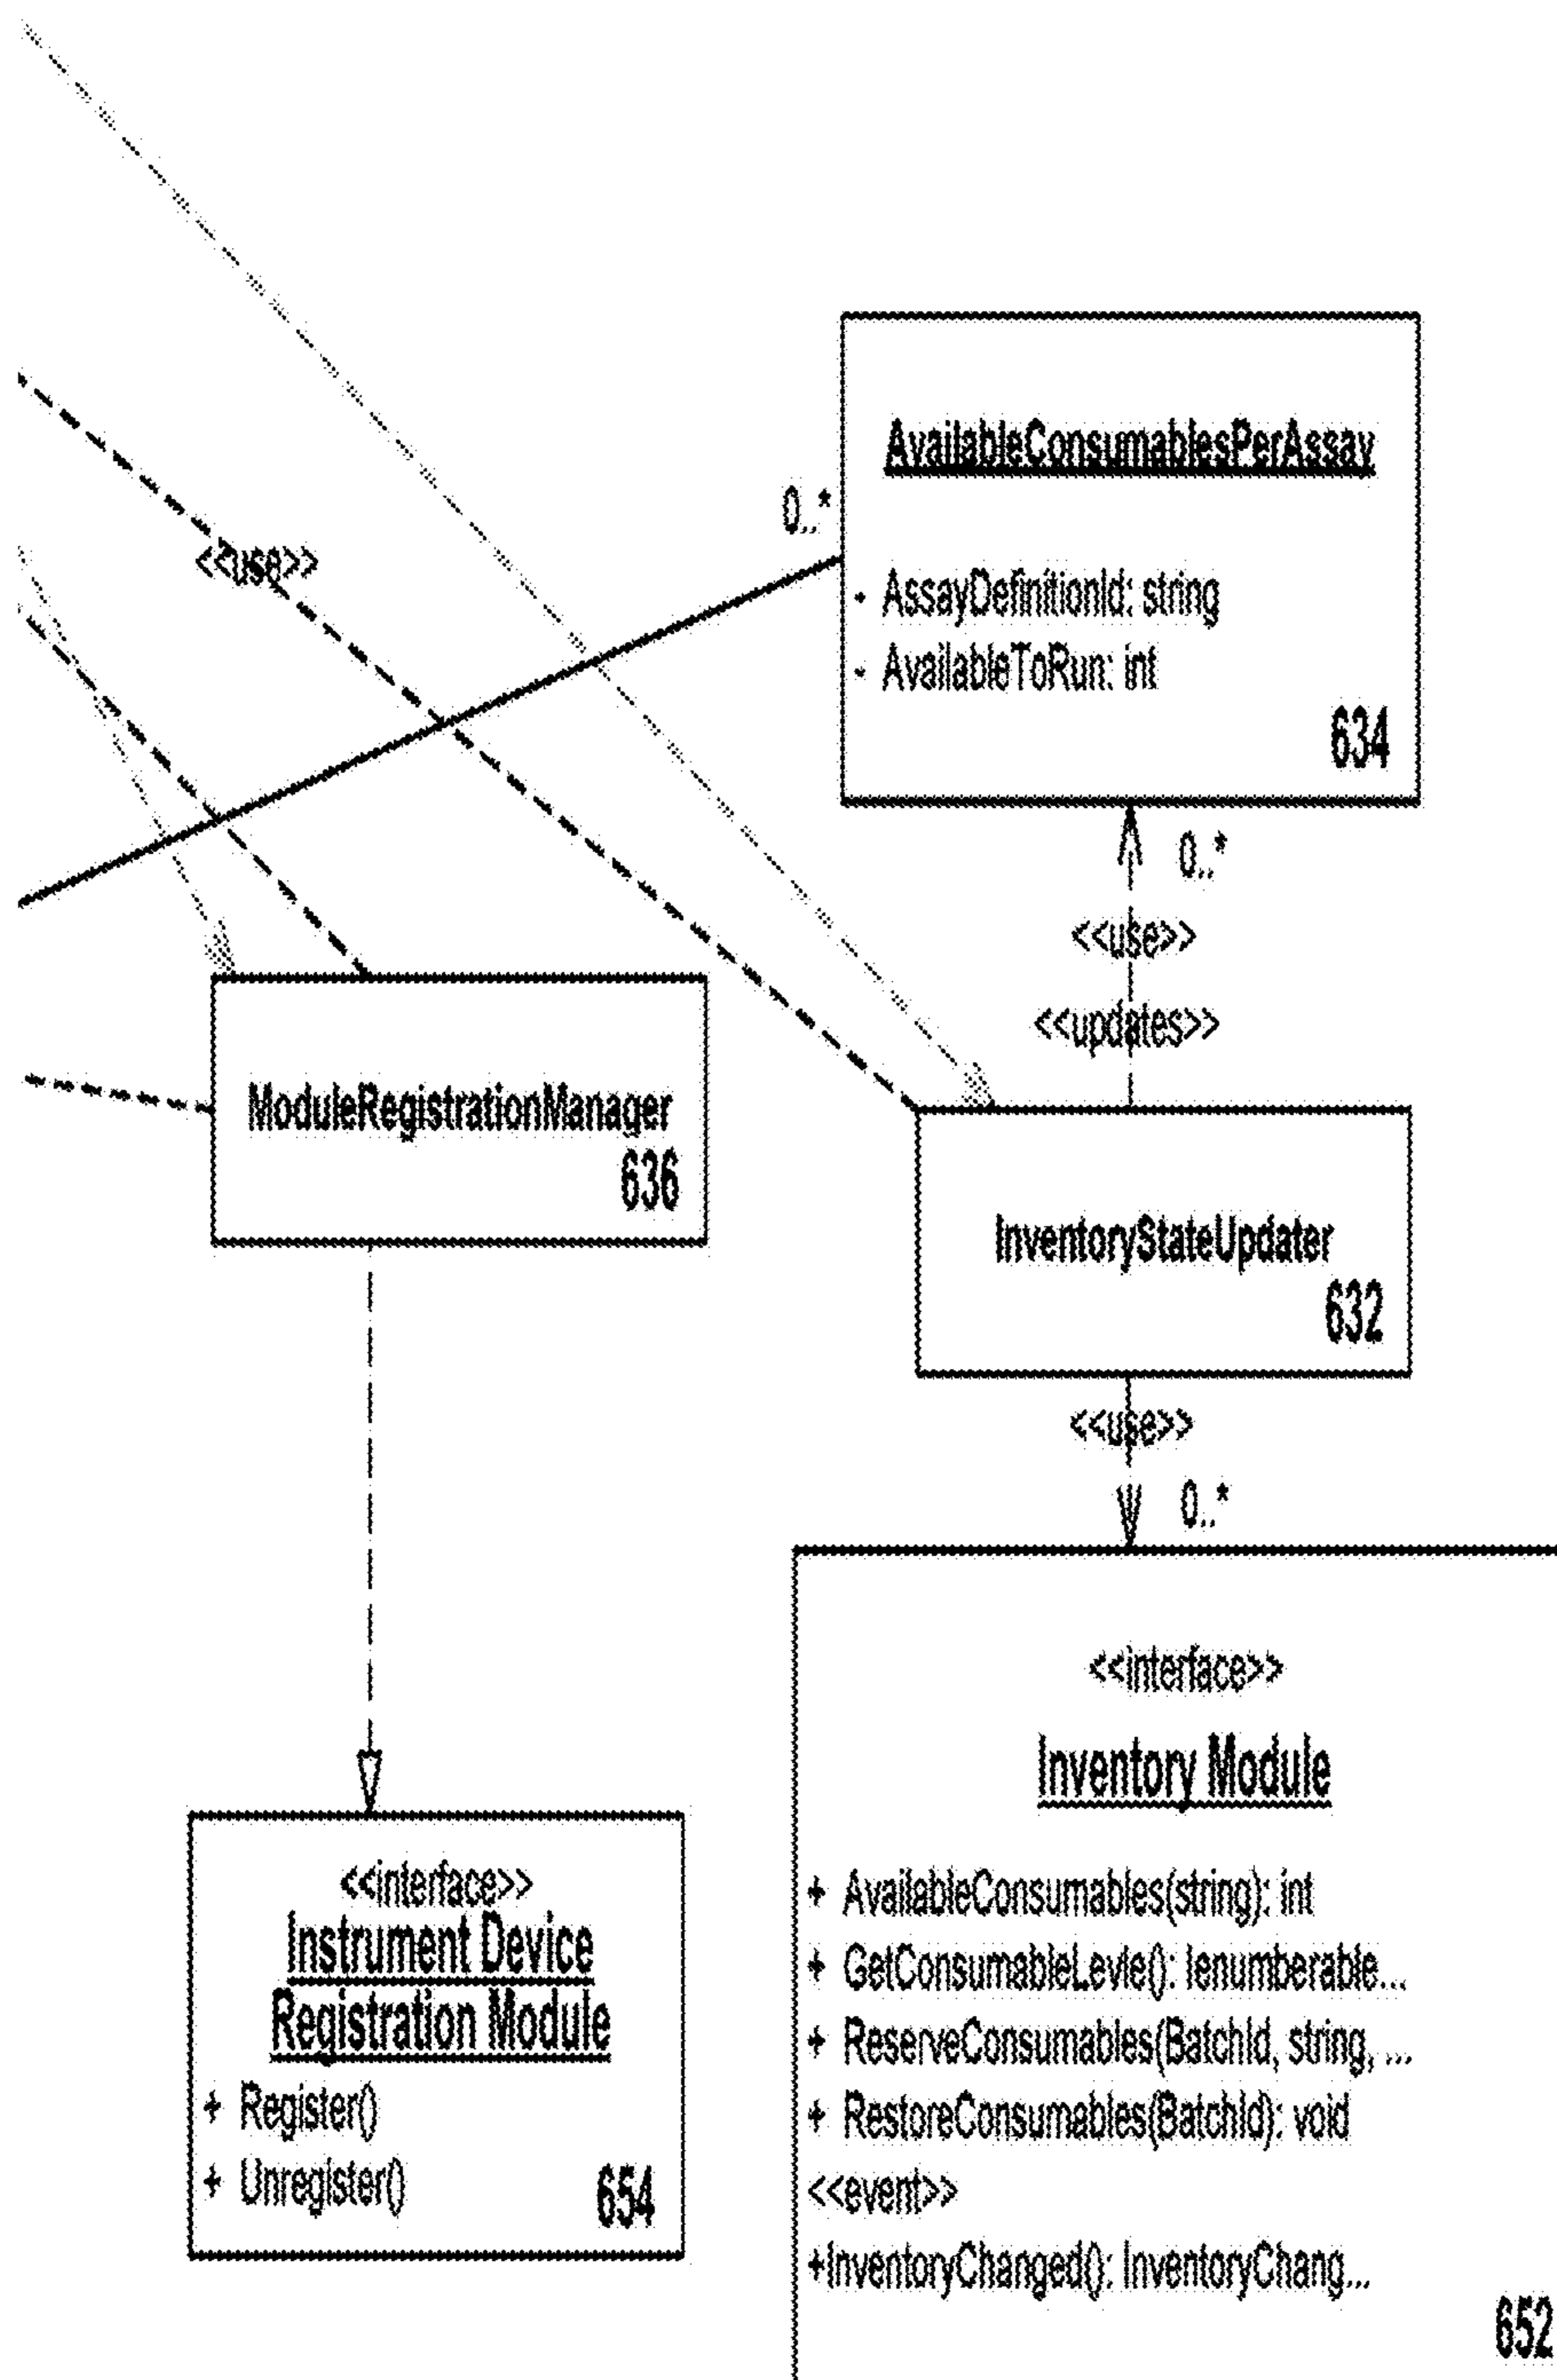 <<use>>
0..*
AvailableConsumablesPerAssay
- AssayDefinitionId: string
- AvailableToRun: int
634
0..*
<<use>>
<<updates>>
ModuleRegistrationManager
636
InventoryStateUpdater
632
<<use>>
0..*
<<interface>>
Instrument Device
Registration Module
+ Register()
+ Unregister()
654
<<interface>>
Inventory Module
+ AvailableConsumables(string): int
+ GetConsumableLevle(): Ienumberable...
+ ReserveConsumables(BatchId, string, ...
+ RestoreConsumables(BatchId): void
<<event>>
+InventoryChanged(): InventoryChang...
652